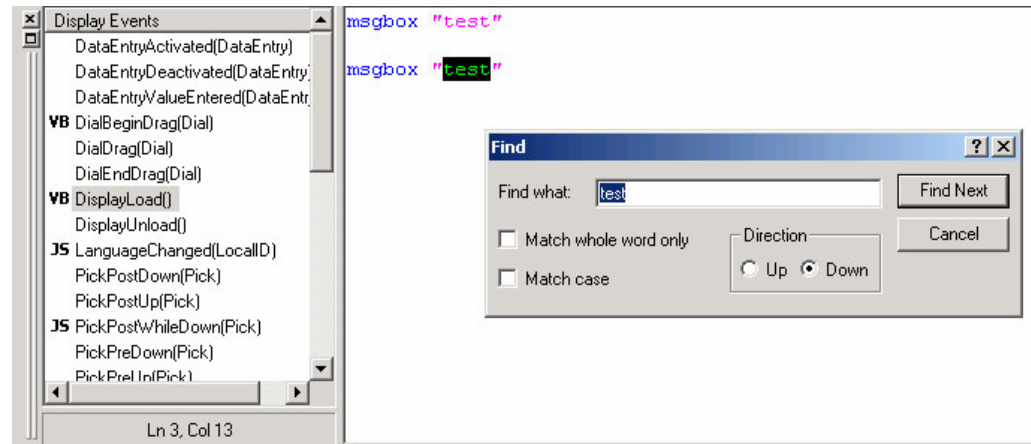 Display Events
DataEntryActivated(DataEntry)
DataEntryDeactivated(DataEntry)
DataEntryValueEntered(DataEntr
VB DialBeginDrag(Dial)
DialDrag(Dial)
DialEndDrag(Dial)
VB DisplayLoad()
DisplayUnload()
JS LanguageChanged(LocalID)
PickPostDown(Pick)
PickPostUp(Pick)
JS PickPostWhileDown(Pick)
PickPreDown(Pick)
PickPreUp(Pick)
Ln 3, Col 13
msgbox "test"
msgbox "test"
Find
Find what: test
Find Next
Match whole word only
Match case
Direction
Up Down
Cancel